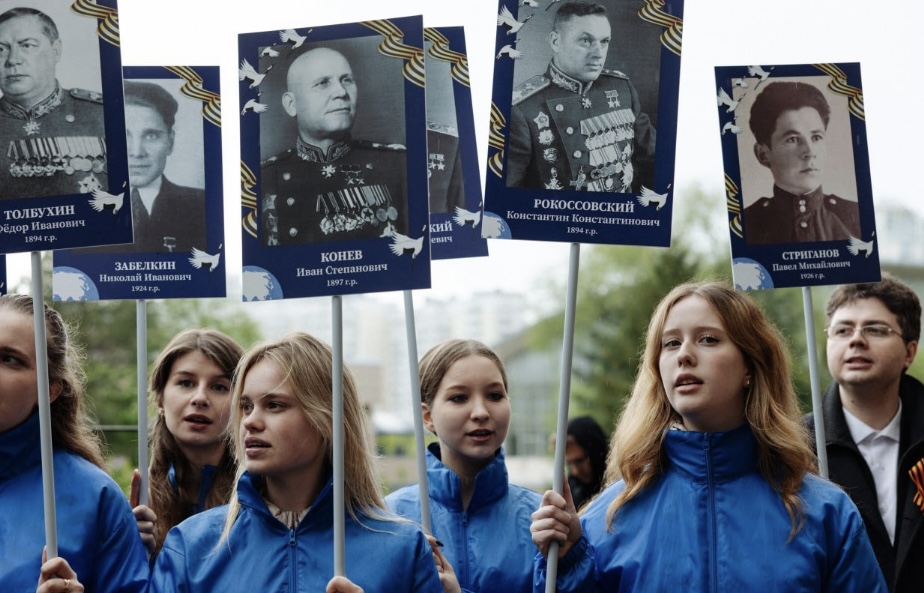 ТОЛБУХИН
Фёдор Иванович
1894 г.р.
ЗАБЕЛКИН
Николай Иванович
1924 г.р.
КОНЕВ
Иван Степанович
1897 г.р.
РОКОССОВСКИЙ
Константин Константинович
1894 г.р.
СТРИГАНОВ
Павел Михайлович
1926 г.р.